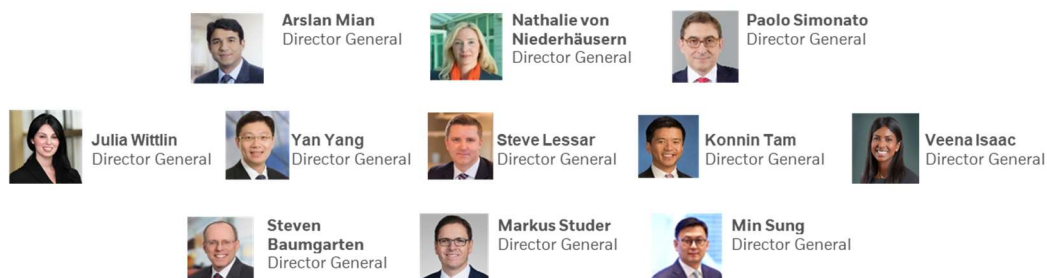 Arslan Mian
Director General
Nathalie von
Niederhäusern
Director General
Paolo Simonato
Director General
Julia Wittlin
Director General
Yan Yang
Director General
Steve Lessar
Director General
Konnin Tam
Director General
Veena Isaac
Director General
Steven
Baumgarten
Director General
Markus Studer
Director General
Min Sung
Director General